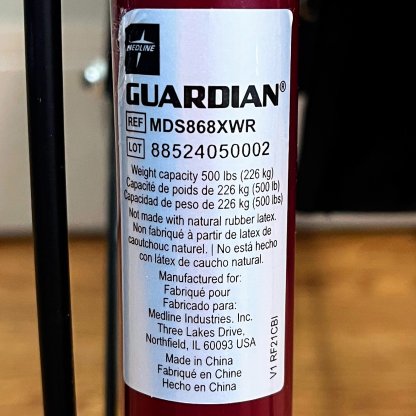 MEDLINE
GUARDIAN®
REF MDS868XWR
LOT 88524050002
Weight capacity 500 lbs (226 kg)
Capacité de poids de 226 kg (500 lb)
Capacidad de peso de 226 kg (500 lbs)
Not made with natural rubber latex.
Non fabriqué à partir de latex de
caoutchouc naturel. | No está hecho
con látex de caucho natural.
Manufactured for:
Fabriqué pour
Fabricado para:
Medline Industries. Inc.
Three Lakes Drive,
Northfield, IL 60093 USA
Made in China
Fabriqué en Chine
Hecho en China
V1 RF21CBI